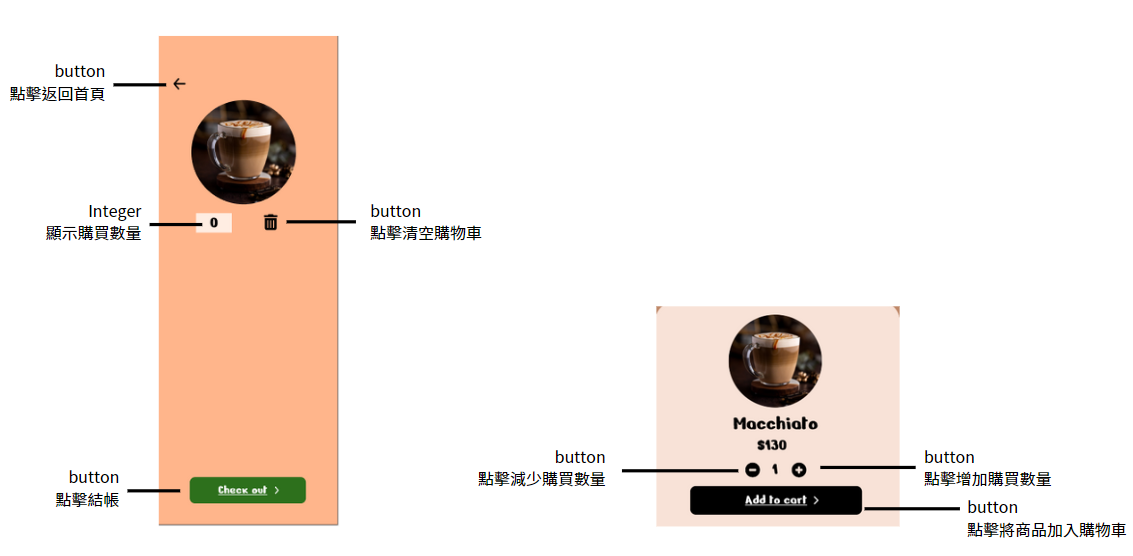 button
點擊返回首頁
Integer
顯示購買數量
0
button
點擊清空購物車
button
點擊結帳
Check out >
Macchiato
$130
button
點擊減少購買數量
1
button
點擊增加購買數量
Add to cart >
button
點擊將商品加入購物車